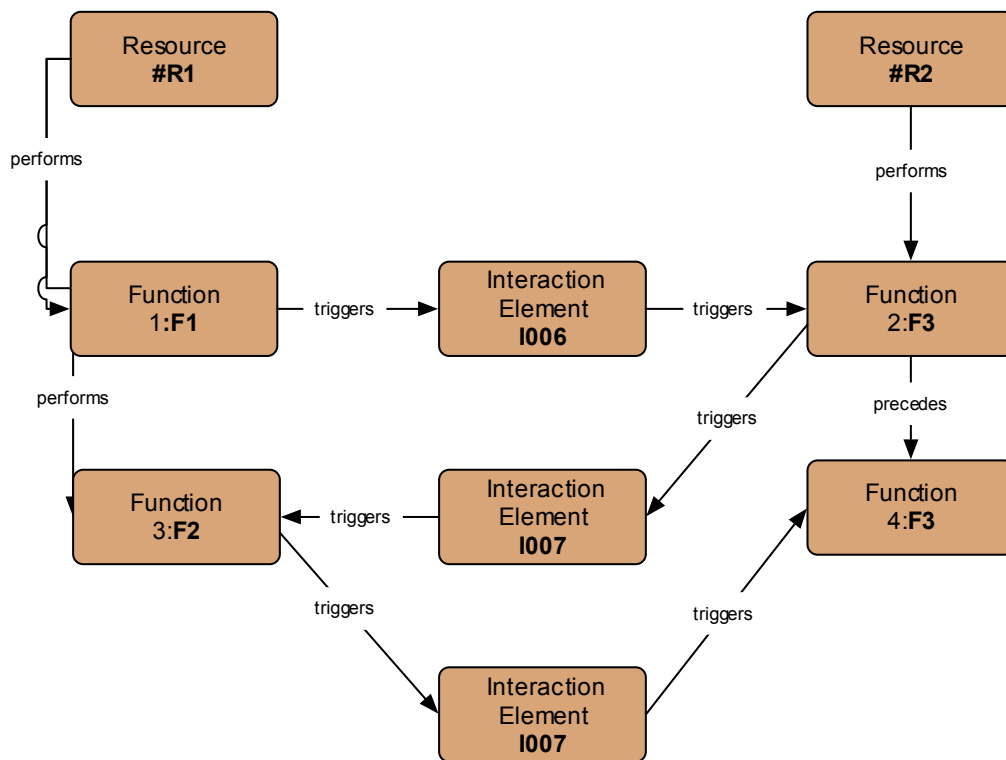 Resource
#R1
Resource
#R2
performs
performs
Function
1:F1
triggers
Interaction
Element
I006
triggers
Function
2:F3
performs
triggers
precedes
Function
3:F2
triggers
Interaction
Element
I007
Function
4:F3
triggers
triggers
Interaction
Element
I007